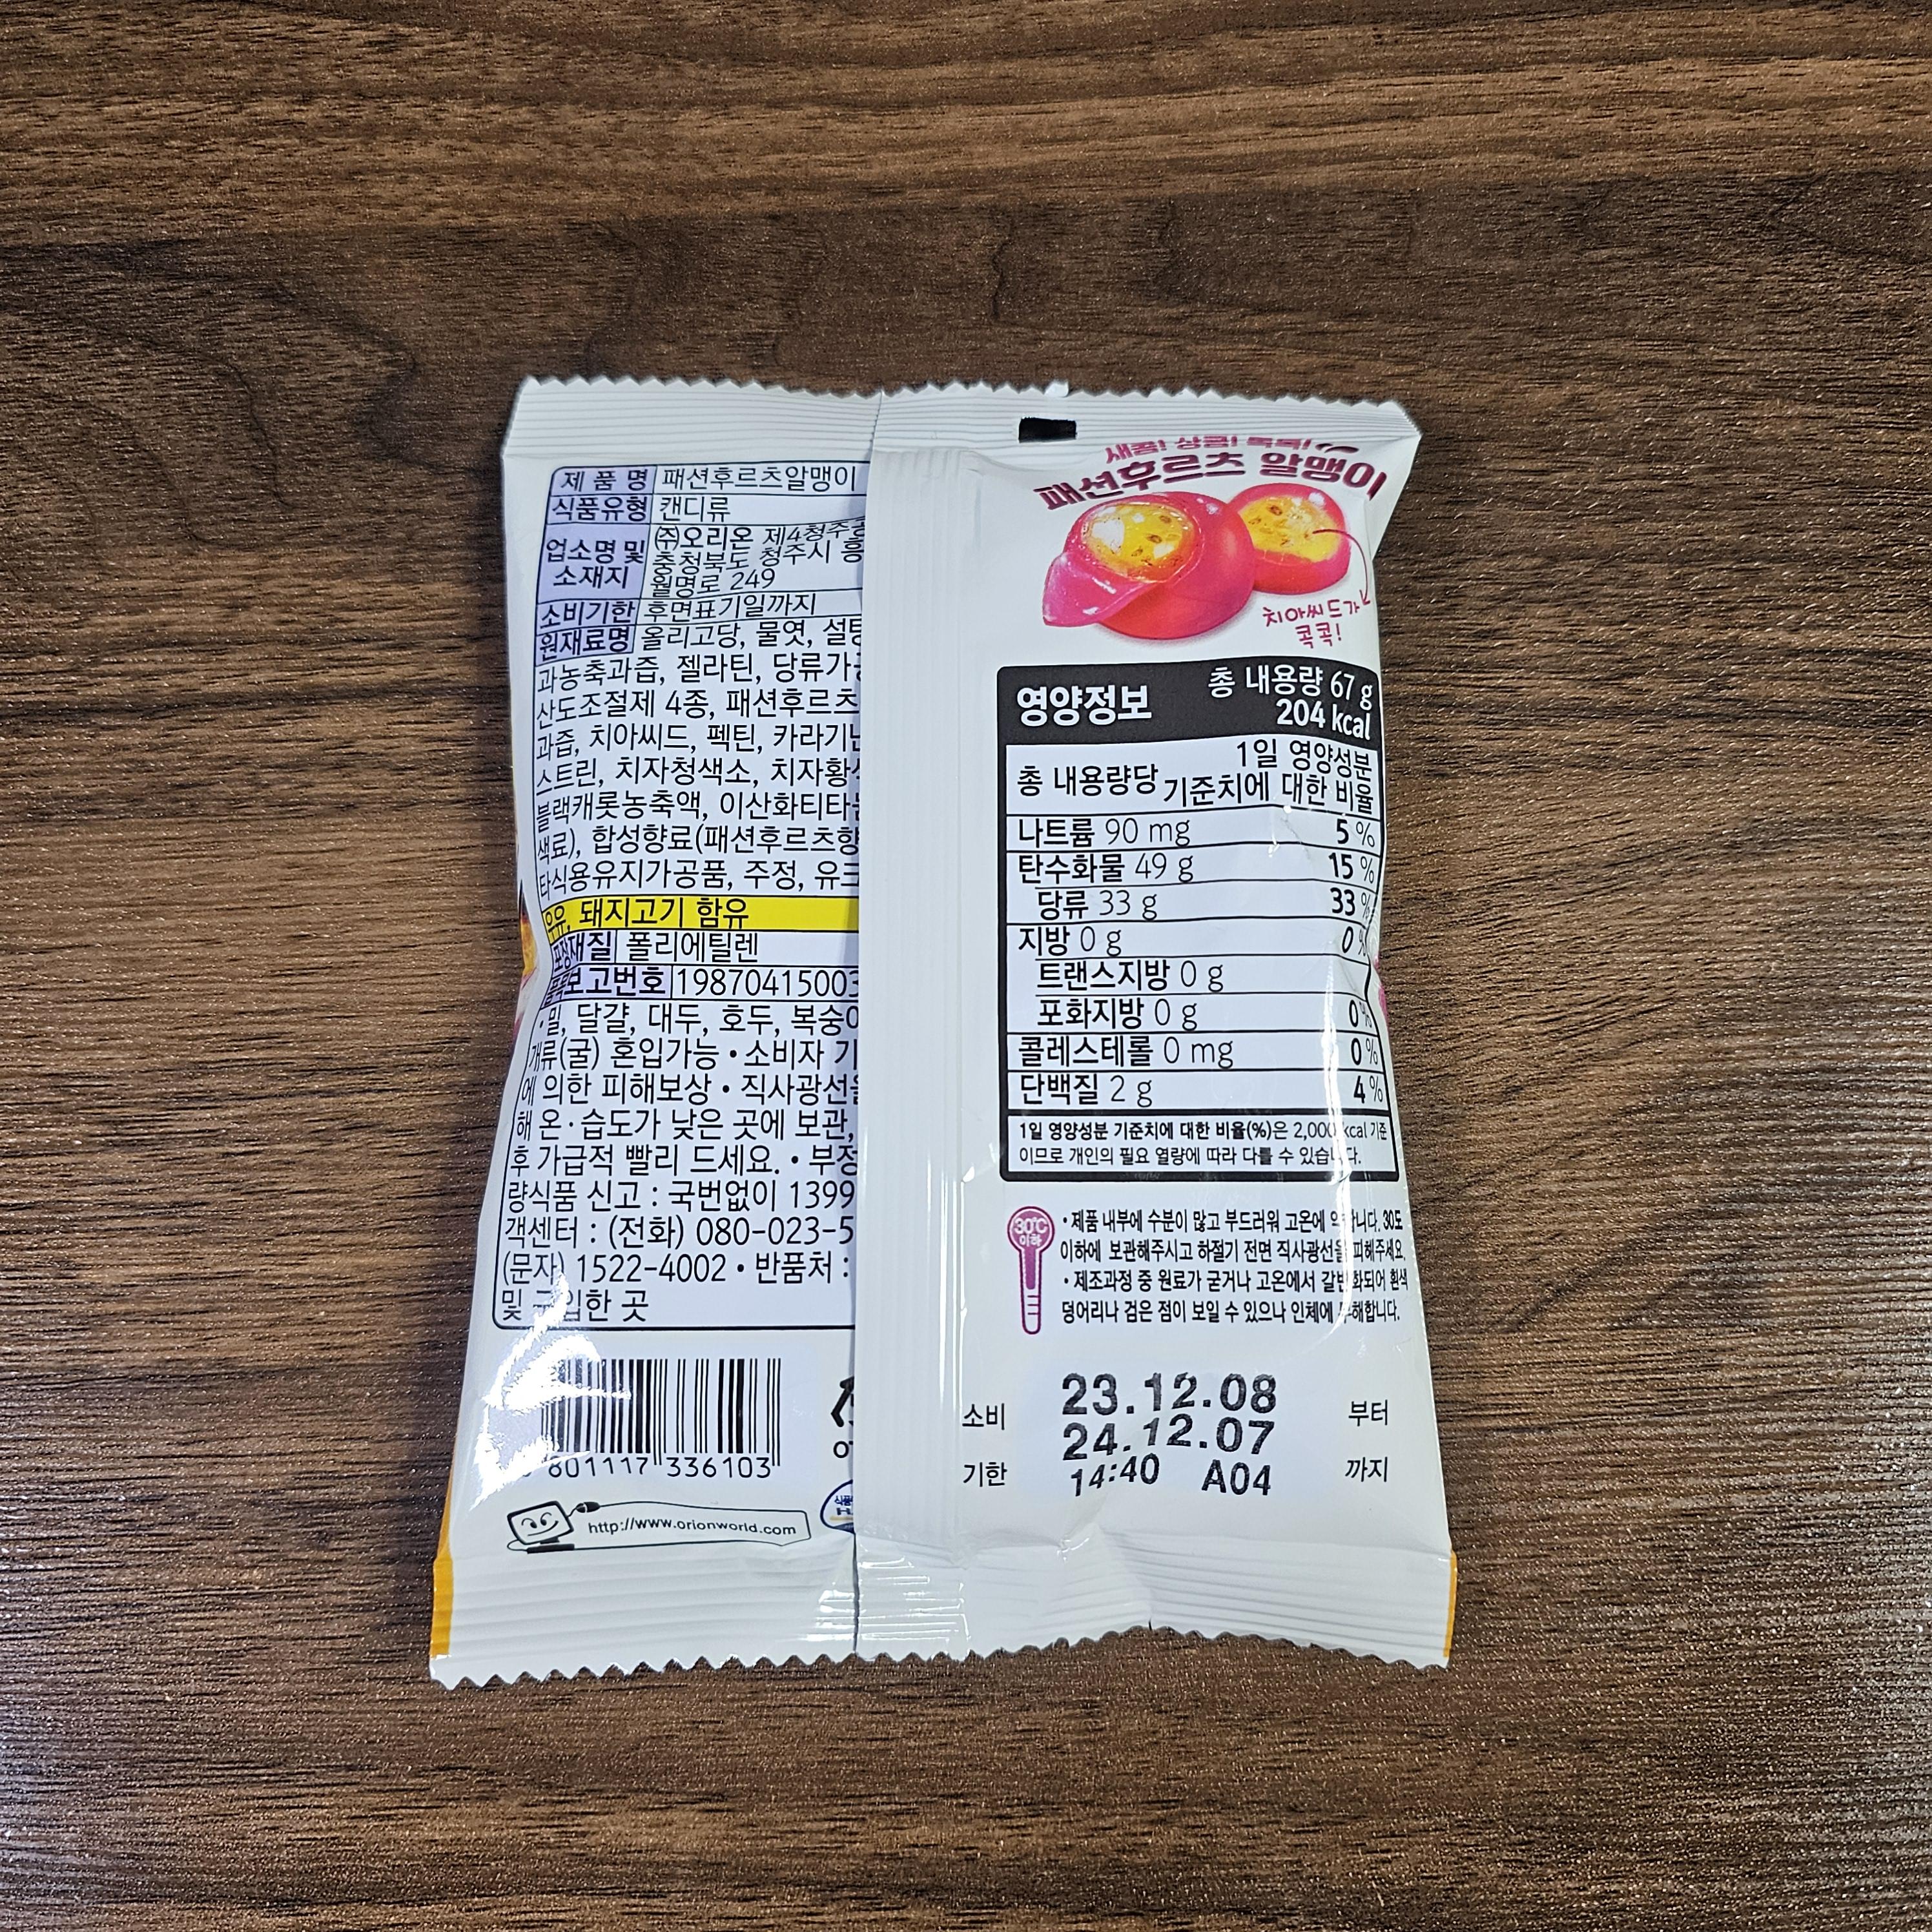 제 품 명 패션후르츠알맹이
식품유형 캔디류
업소명 및 소재지
㈜오리온 제4청주공
충청북도 청주시 흥
월명로 249
소비기한 후면표기일까지
원재료명 올리고당, 물엿, 설탕
과농축과즙, 젤라틴, 당류가공
산도조절제 4종, 패션후르츠
과즙, 치아씨드, 펙틴, 카라기난
스트린, 치자청색소, 치자황색
블랙캐롯농축액, 이산화티타늄
색료), 합성향료(패션후르츠향
타식용유지가공품, 주정, 유크
우유, 돼지고기 함유
포장재질 폴리에틸렌
품목보고번호 19870415003
·밀, 달걀, 대두, 호두, 복숭아
개류(굴) 혼입가능 • 소비자 기
에 의한 피해보상 • 직사광선을
해 온·습도가 낮은 곳에 보관,
후 가급적 빨리 드세요. • 부정
량식품 신고 : 국번없이 1399
객센터 : (전화) 080-023-5
(문자) 1522-4002 • 반품처 :
및 구입한 곳
801117 336103
http://www.orionworld.com
새콤! 상큼! 톡톡!
패션후르츠 알맹이
치아씨드가
콕콕!
영양정보
총 내용량 67 g
204 kcal
총 내용량당
1일 영양성분
기준치에 대한 비율
나트륨 90 mg 5 %
탄수화물 49 g 15 %
당류 33 g 33 %
지방 0 g 0 %
트랜스지방 0 g
포화지방 0 g 0 %
콜레스테롤 0 mg 0 %
단백질 2 g 4 %
1일 영양성분 기준치에 대한 비율(%)은 2,000 kcal 기준
이므로 개인의 필요 열량에 따라 다를 수 있습니다.
30℃
이하
• 제품 내부에 수분이 많고 부드러워 고온에 약합니다. 30도
이하에 보관해주시고 하절기 전면 직사광선을 피해주세요.
• 제조과정 중 원료가 굳거나 고온에서 갈변화되어 흰색
덩어리나 검은 점이 보일 수 있으나 인체에 무해합니다.
소비 23.12.08 부터
24.12.07
기한 14:40 A04 까지